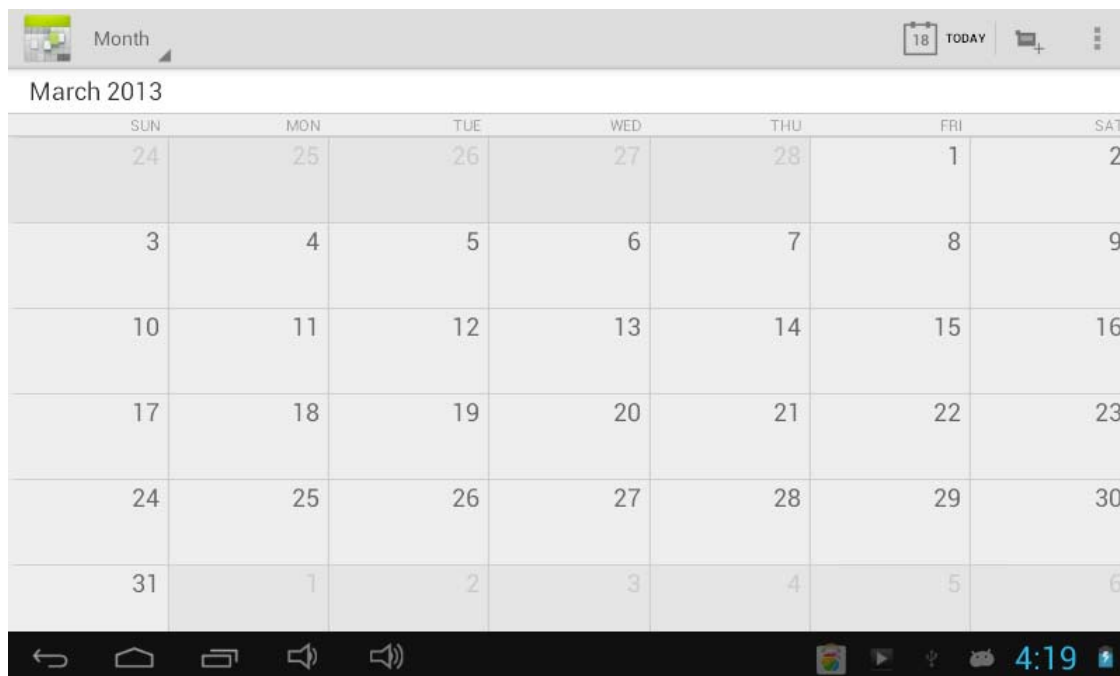 Month 18 TODAY
March 2013
SUN MON TUE WED THU FRI SAT
24 25 26 27 28 1 2
3 4 5 6 7 8 9
10 11 12 13 14 15 16
17 18 19 20 21 22 23
24 25 26 27 28 29 30
31 1 2 3 4 5 6
4:19